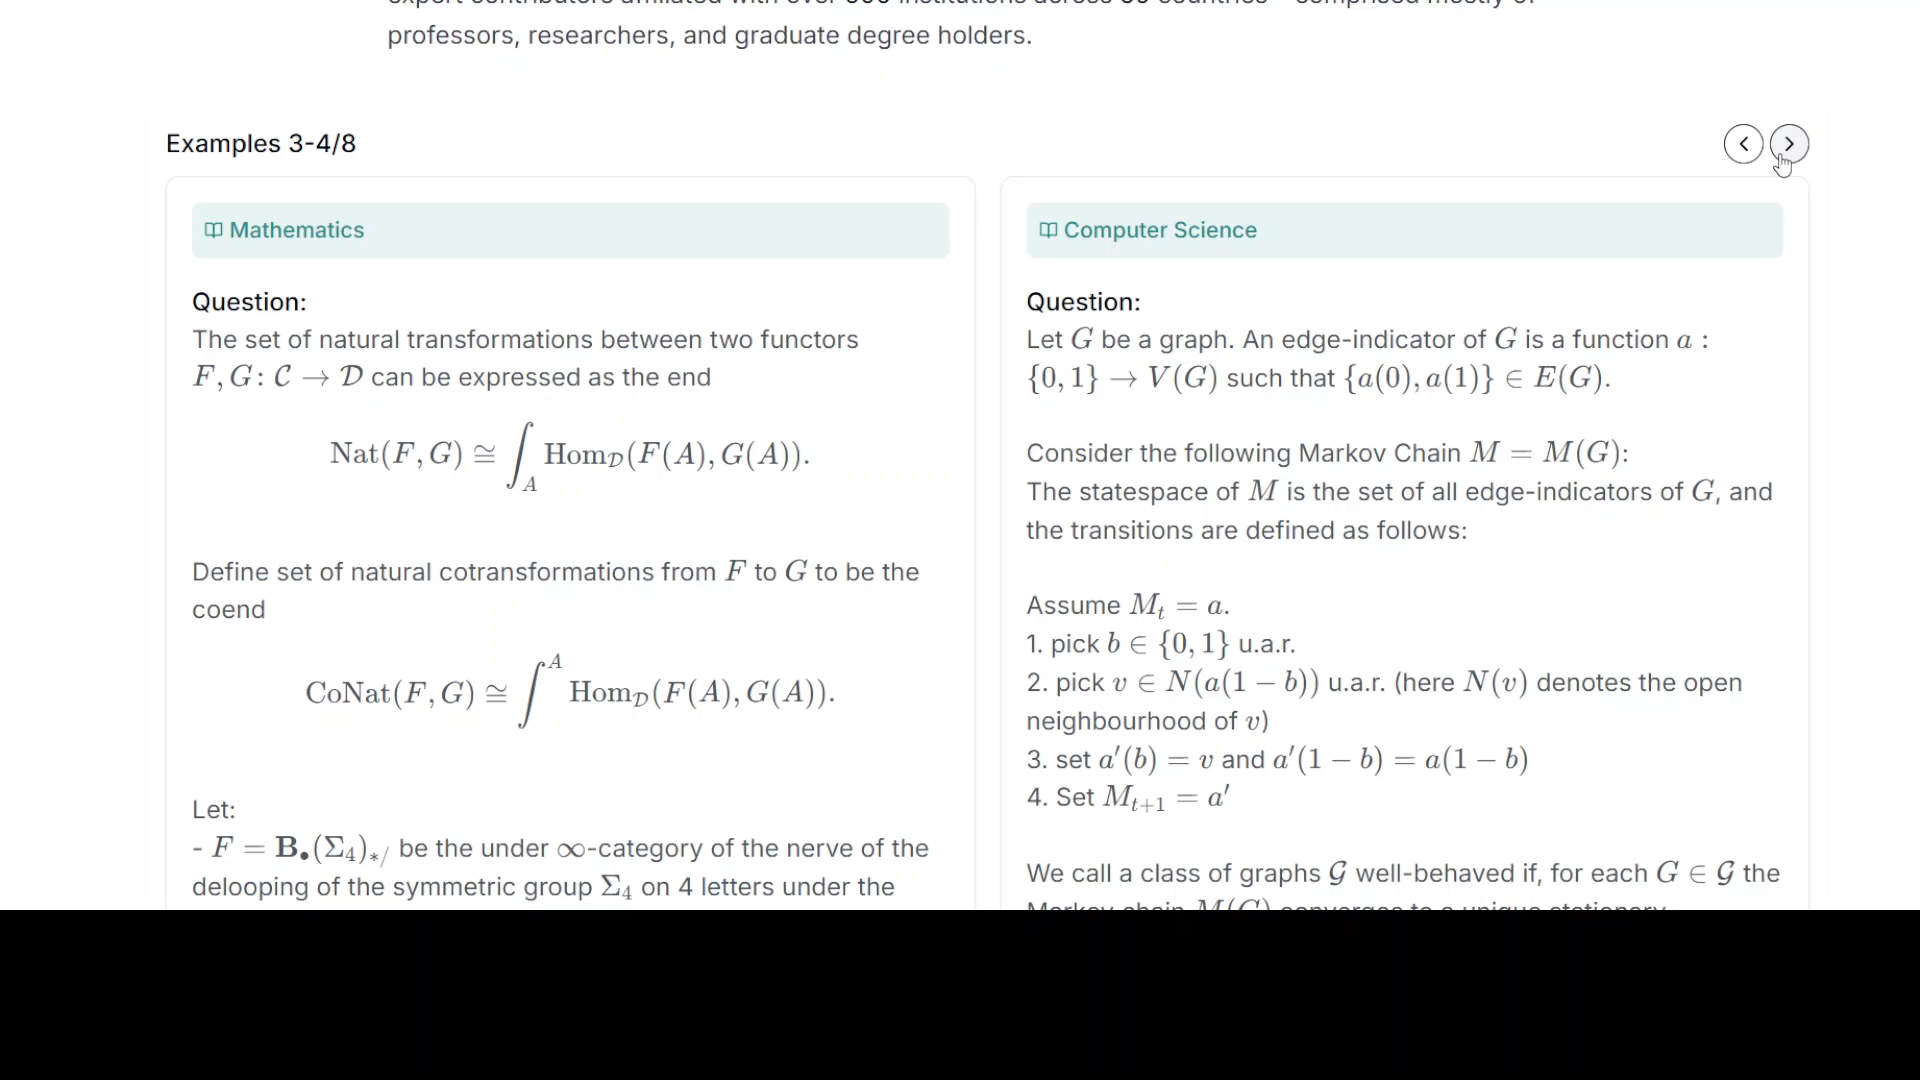 professors, researchers, and graduate degree holders.
Examples 3-4/8
Mathematics
Question:
The set of natural transformations between two functors
F, G: 𝒞 → 𝒟 can be expressed as the end
Nat(F, G) ≅ ∫_A Hom_𝒟(F(A), G(A)).
Define set of natural cotransformations from F to G to be the
coend
CoNat(F, G) ≅ ∫^A Hom_𝒟(F(A), G(A)).
Let:
- F = B•(Σ₄)∗/ be the under ∞-category of the nerve of the
delooping of the symmetric group Σ₄ on 4 letters under the
Computer Science
Question:
Let G be a graph. An edge-indicator of G is a function a :
{0, 1} → V(G) such that {a(0), a(1)} ∈ E(G).
Consider the following Markov Chain M = M(G):
The statespace of M is the set of all edge-indicators of G, and
the transitions are defined as follows:
Assume M_t = a.
1. pick b ∈ {0, 1} u.a.r.
2. pick v ∈ N(a(1 − b)) u.a.r. (here N(v) denotes the open
neighbourhood of v)
3. set a′(b) = v and a′(1 − b) = a(1 − b)
4. Set M_{t+1} = a′
We call a class of graphs 𝒢 well-behaved if, for each G ∈ 𝒢 the